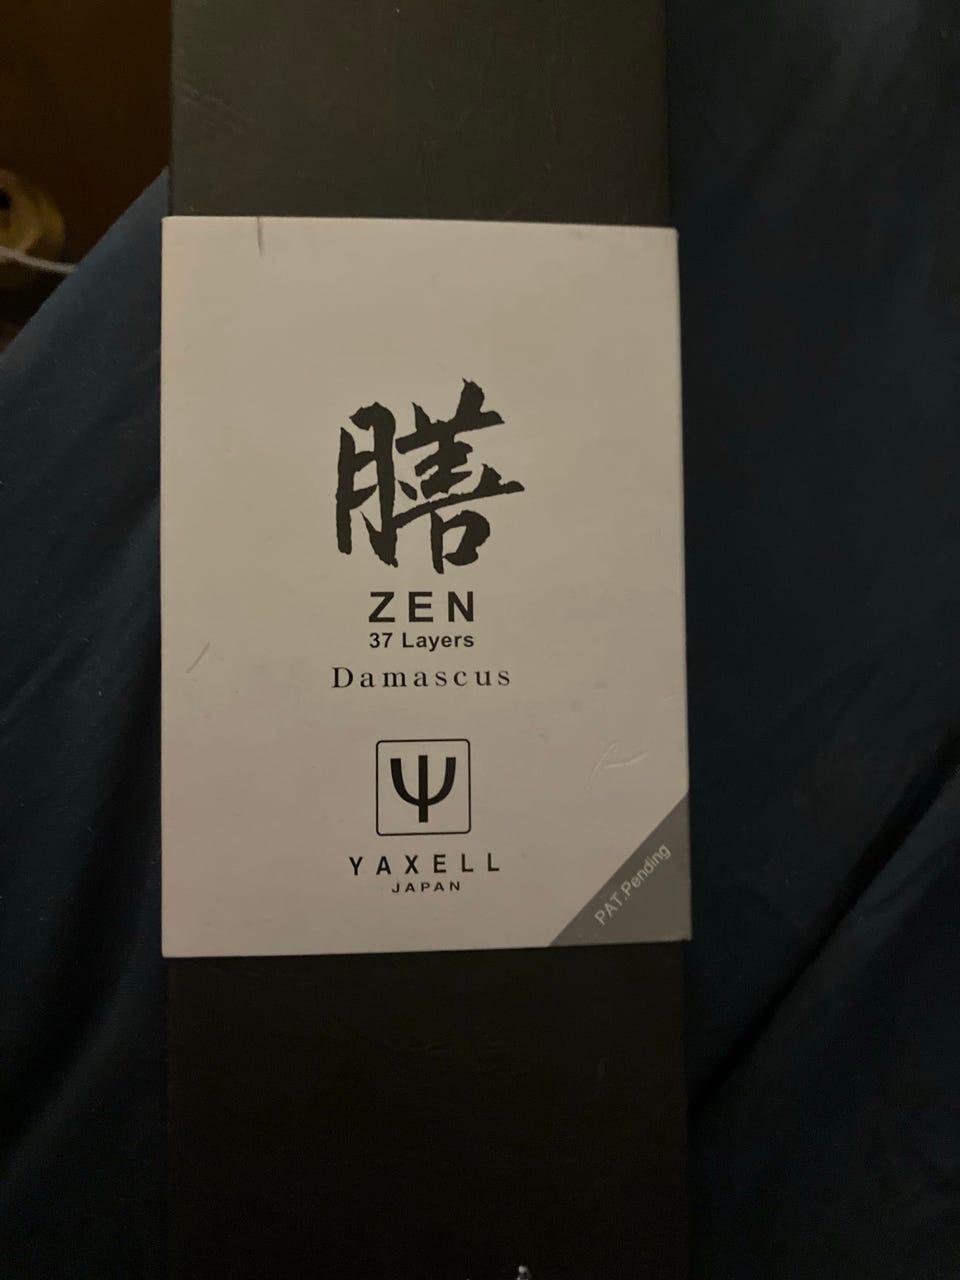 膳
ZEN
37 Layers
Damascus
Ψ
YAXELL
JAPAN
PAT.Pending